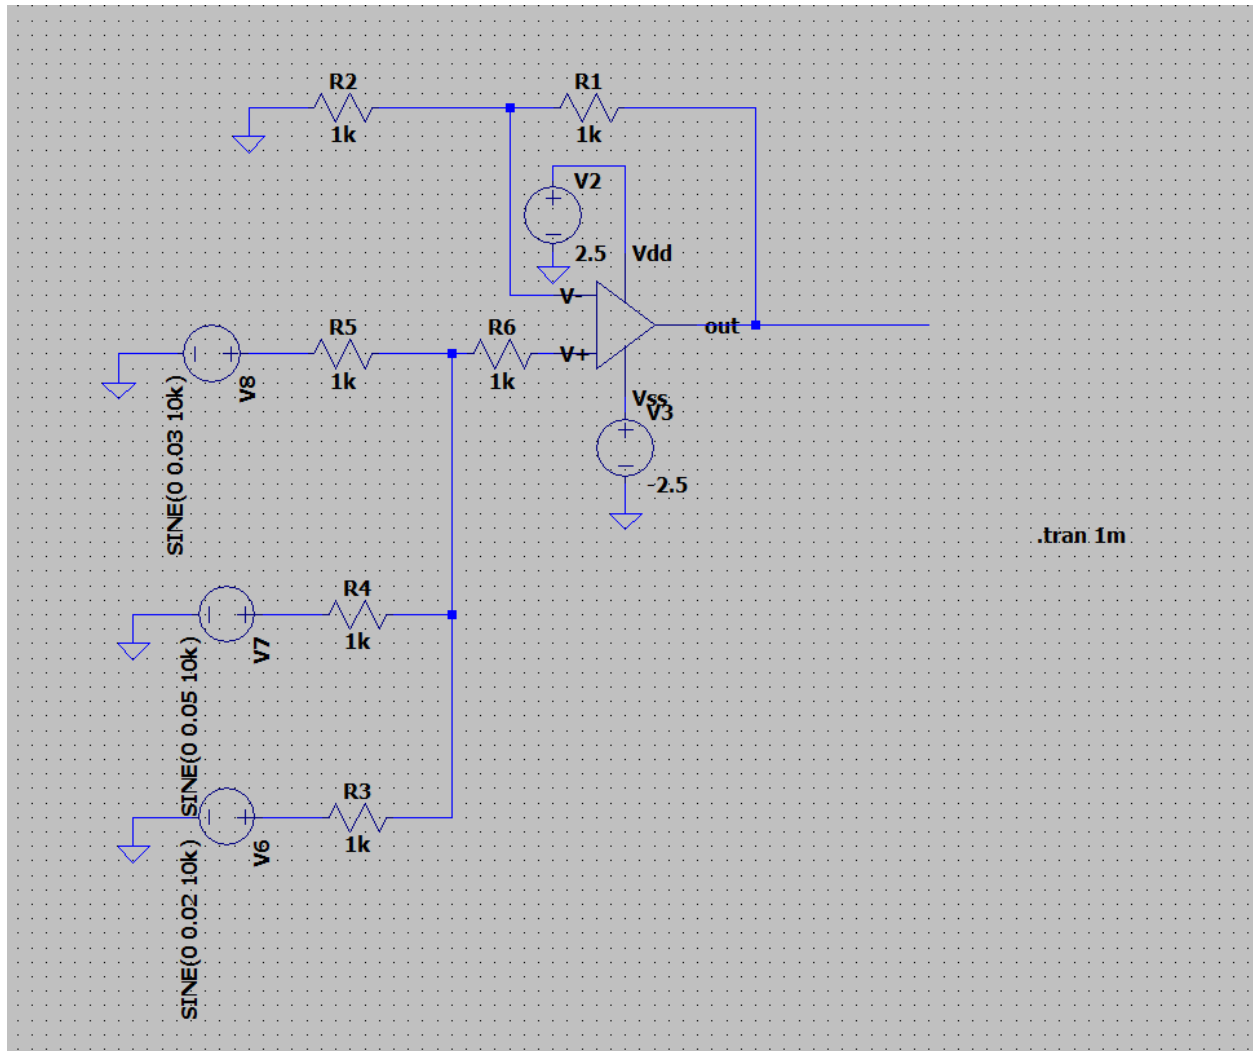 R2
1k
R1
1k
V2
2.5
Vdd
V-
V+
out
Vss
V3
-2.5
R5
1k
R6
1k
V8
SINE(0 0.03 10k)
.tran 1m
R4
1k
V7
SINE(0 0.05 10k)
R3
1k
V6
SINE(0 0.02 10k)